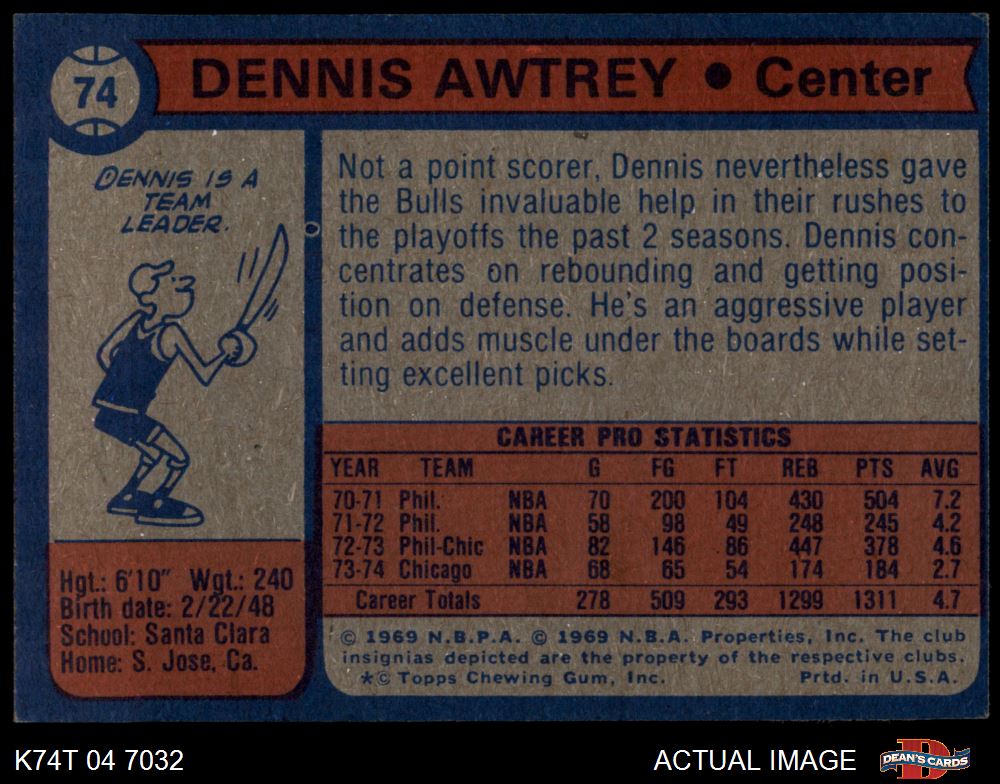 74
DENNIS AWTREY • Center
DENNIS IS A
TEAM
LEADER.
Not a point scorer, Dennis nevertheless gave
the Bulls invaluable help in their rushes to
the playoffs the past 2 seasons. Dennis con-
centrates on rebounding and getting posi-
tion on defense. He's an aggressive player
and adds muscle under the boards while set-
ting excellent picks.
CAREER PRO STATISTICS
YEAR TEAM G FG FT REB PTS AVG
70-71 Phil. NBA 70 200 104 430 504 7.2
71-72 Phil. NBA 58 98 49 248 245 4.2
72-73 Phil-Chic NBA 82 146 86 447 378 4.6
73-74 Chicago NBA 68 65 54 174 184 2.7
Career Totals 278 509 293 1299 1311 4.7
Hgt.: 6'10" Wgt.: 240
Birth date: 2/22/48
School: Santa Clara
Home: S. Jose, Ca.
© 1969 N.B.P.A. © 1969 N.B.A. Properties, Inc. The club
insignias depicted are the property of the respective clubs.
*© Topps Chewing Gum, Inc. Prtd. in U.S.A.
K74T 04 7032 ACTUAL IMAGE
D
DEAN'S CARDS